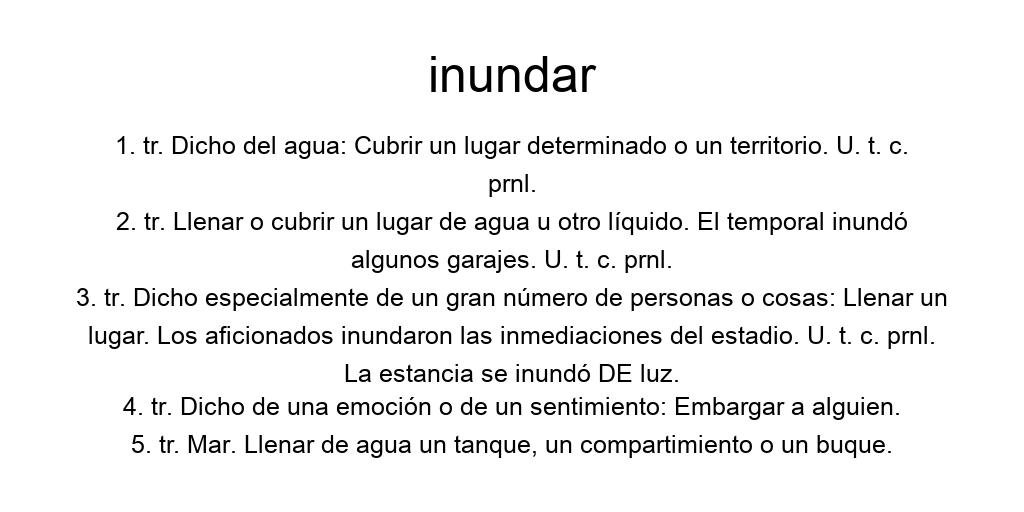 inundar
1. tr. Dicho del agua: Cubrir un lugar determinado o un territorio. U. t. c.
prnl.
2. tr. Llenar o cubrir un lugar de agua u otro líquido. El temporal inundó
algunos garajes. U. t. c. prnl.
3. tr. Dicho especialmente de un gran número de personas o cosas: Llenar un
lugar. Los aficionados inundaron las inmediaciones del estadio. U. t. c. prnl.
La estancia se inundó DE luz.
4. tr. Dicho de una emoción o de un sentimiento: Embargar a alguien.
5. tr. Mar. Llenar de agua un tanque, un compartimiento o un buque.